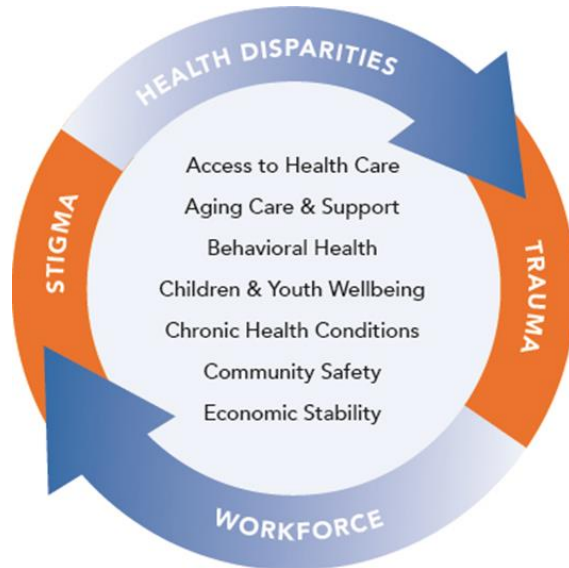 HEALTH DISPARITIES
STIGMA
TRAUMA
Access to Health Care
Aging Care & Support
Behavioral Health
Children & Youth Wellbeing
Chronic Health Conditions
Community Safety
Economic Stability
WORKFORCE